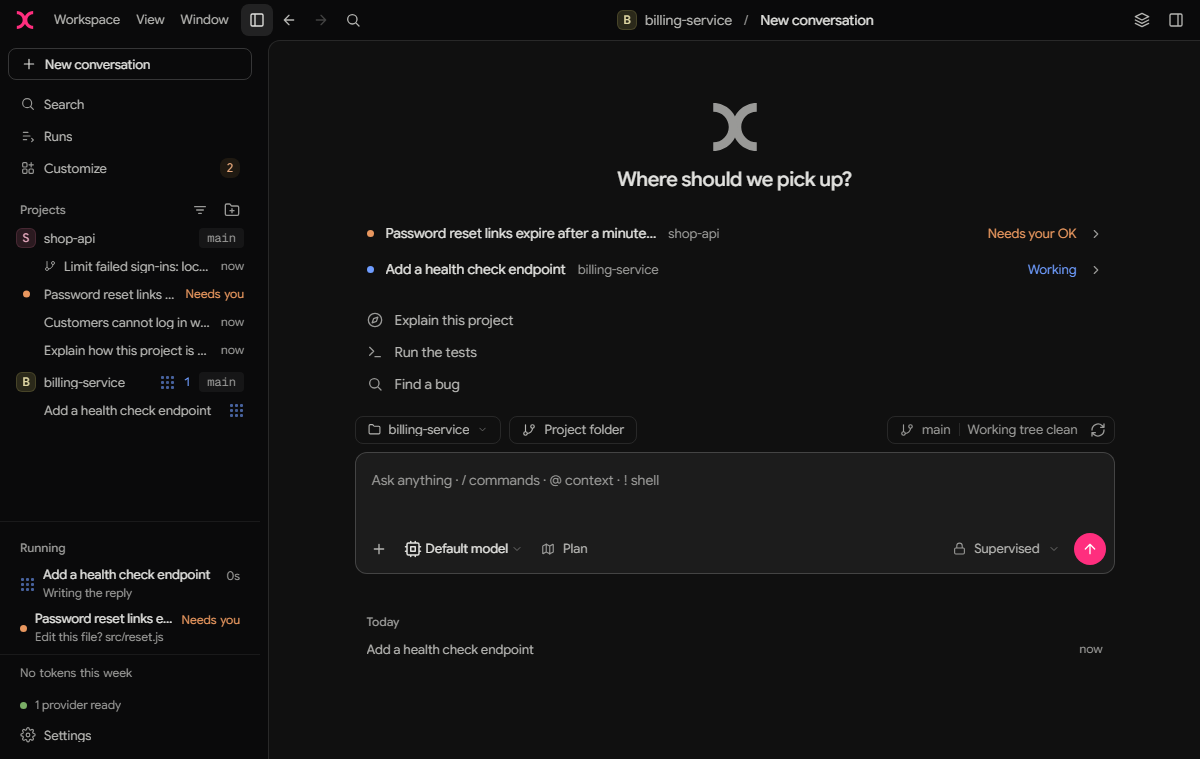 Workspace View Window
B billing-service / New conversation
New conversation
Search
Runs
Customize 2
Projects
S shop-api main
Limit failed sign-ins: loc... now
Password reset links ... Needs you
Customers cannot log in w... now
Explain how this project is ... now
B billing-service 1 main
Add a health check endpoint
Running
Add a health check endpoint 0s
Writing the reply
Password reset links e... Needs you
Edit this file? src/reset.js
No tokens this week
1 provider ready
Settings
Where should we pick up?
Password reset links expire after a minute... shop-api Needs your OK
Add a health check endpoint billing-service Working
Explain this project
Run the tests
Find a bug
billing-service Project folder main Working tree clean
Ask anything · / commands · @ context · ! shell
Default model Plan Supervised
Today
Add a health check endpoint now